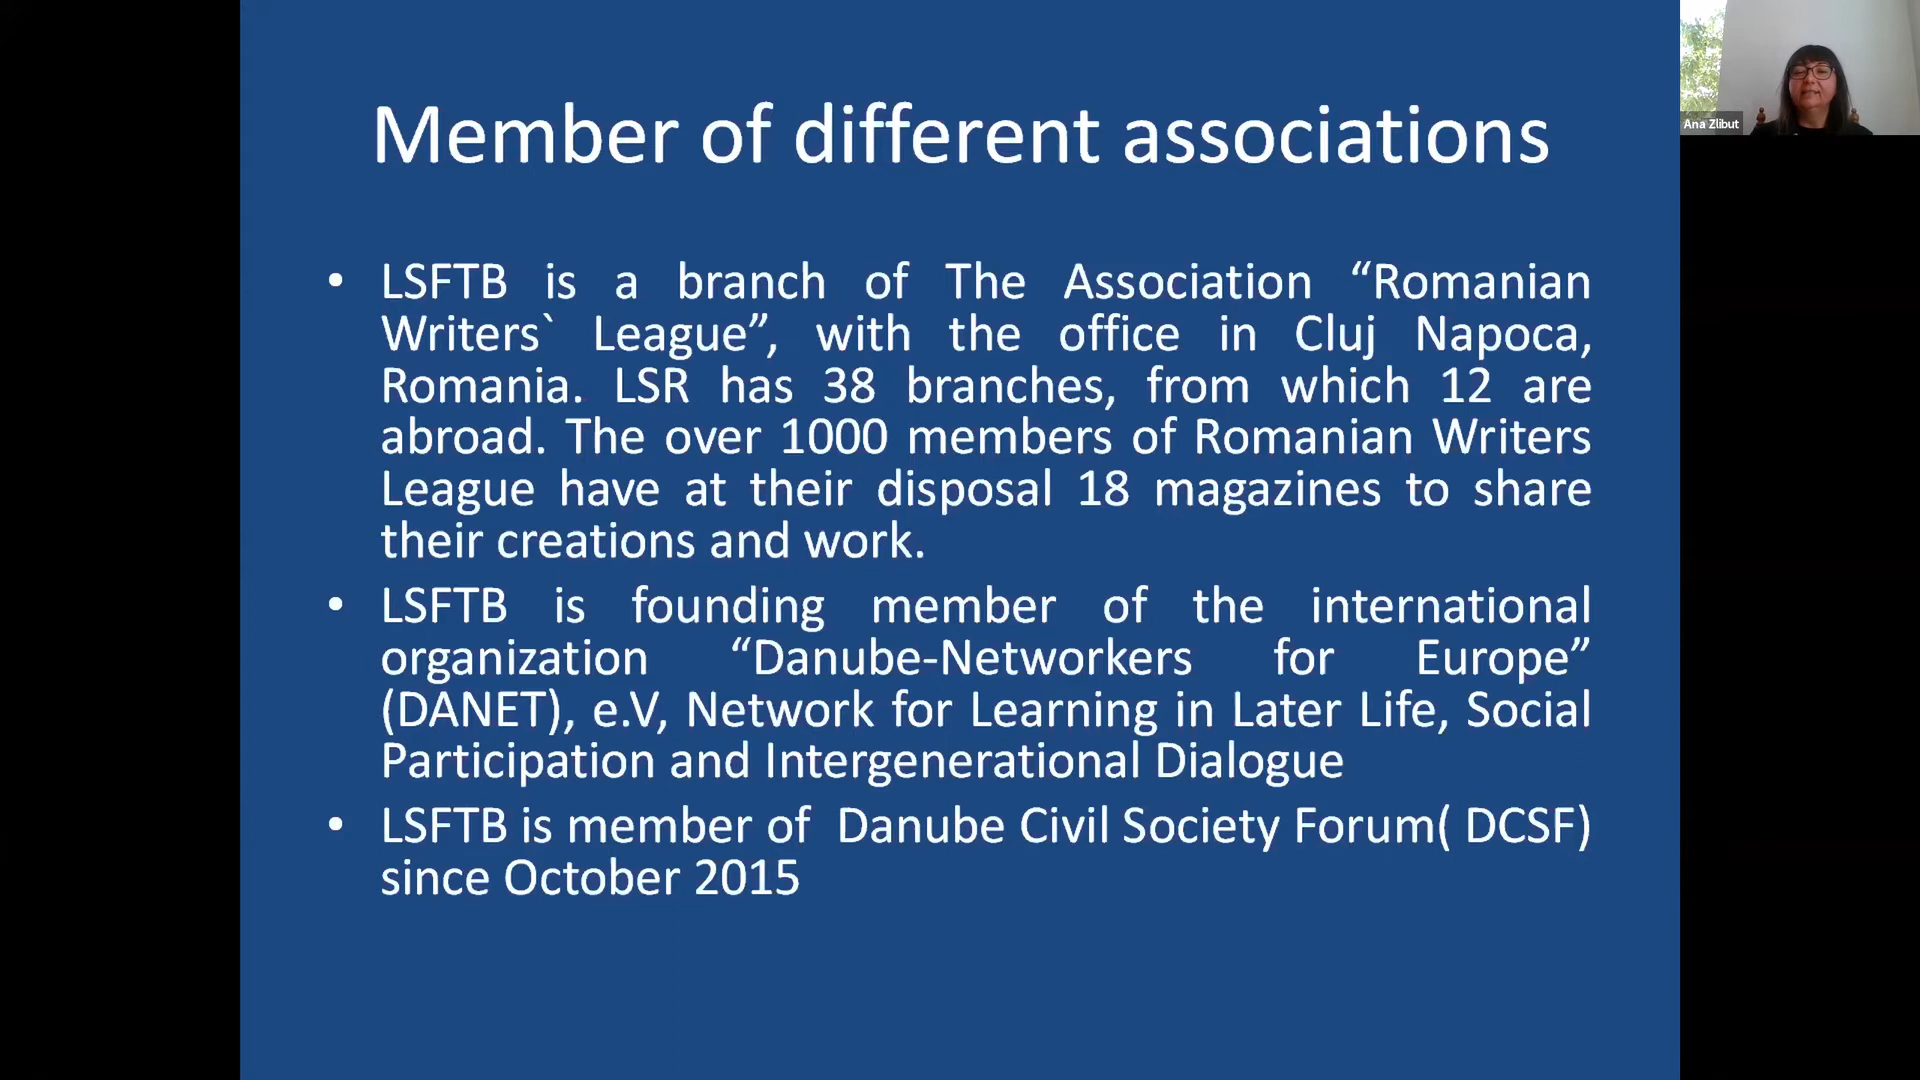 Member of different associations
• LSFTB is a branch of The Association “Romanian
Writers` League”, with the office in Cluj Napoca,
Romania. LSR has 38 branches, from which 12 are
abroad. The over 1000 members of Romanian Writers
League have at their disposal 18 magazines to share
their creations and work.
• LSFTB is founding member of the international
organization “Danube-Networkers for Europe”
(DANET), e.V, Network for Learning in Later Life, Social
Participation and Intergenerational Dialogue
• LSFTB is member of  Danube Civil Society Forum( DCSF)
since October 2015
Ana Zlibut